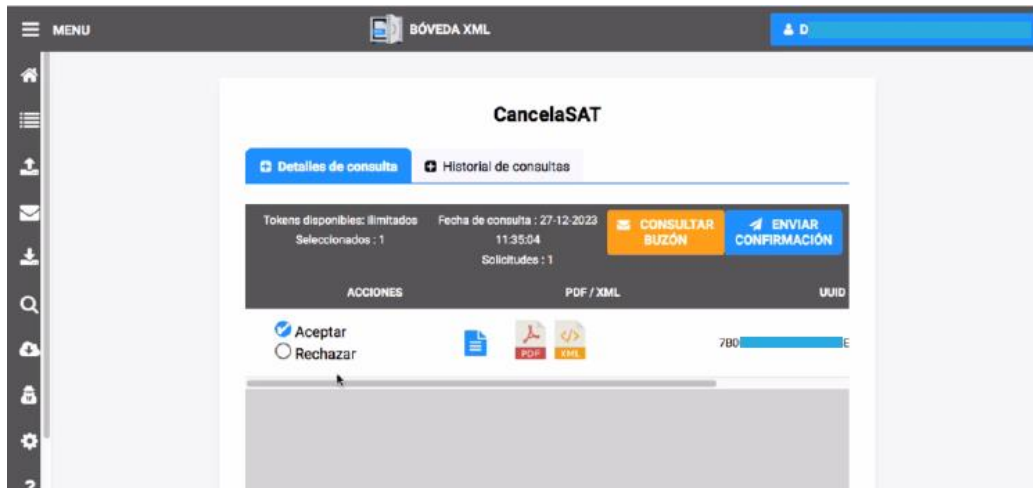 MENU
BÓVEDA XML
D
CancelaSAT
Detalles de consulta
Historial de consultas
Tokens disponibles: Ilimitados
Seleccionados : 1
Fecha de consulta : 27-12-2023
11:35:04
Solicitudes : 1
CONSULTAR
BUZÓN
ENVIAR
CONFIRMACIÓN
ACCIONES
PDF / XML
UUID
Aceptar
Rechazar
PDF
XML
780
E